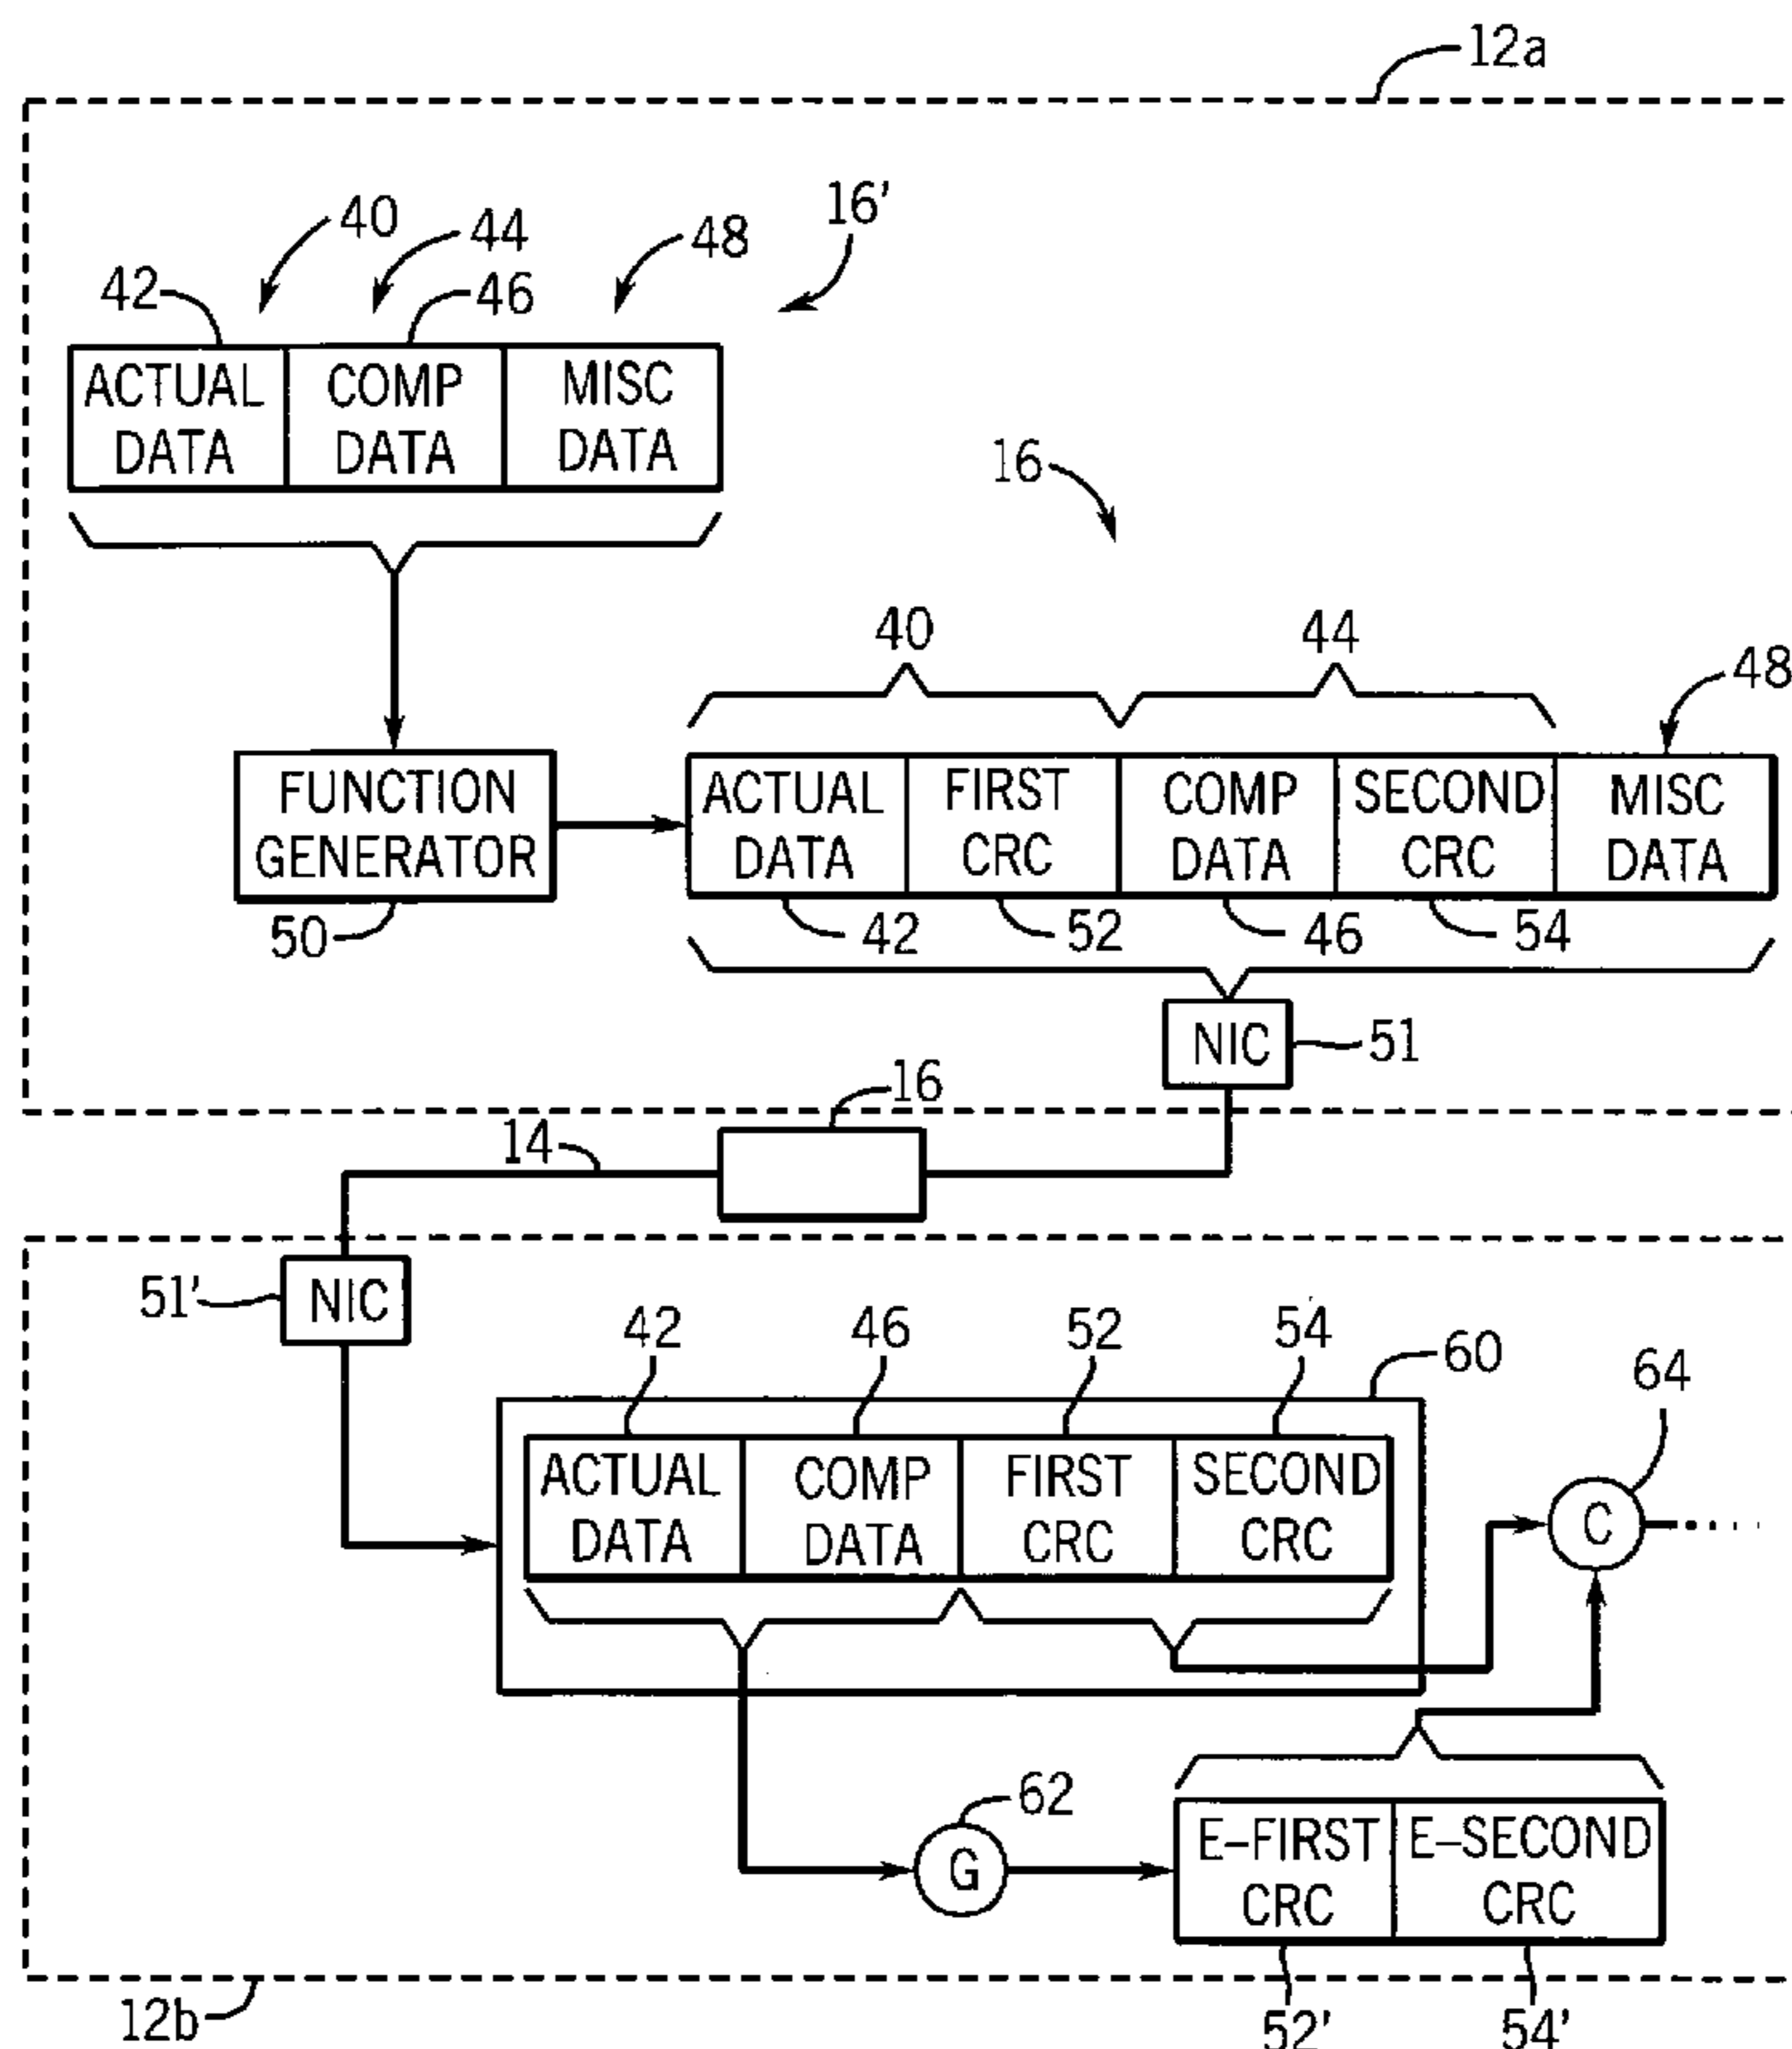 12a
40
44
48
16'
42
46
ACTUAL DATA
COMP DATA
MISC DATA
16
40
44
48
FUNCTION GENERATOR
ACTUAL DATA
FIRST CRC
COMP DATA
SECOND CRC
MISC DATA
50
42
52
46
54
NIC
51
16
14
51'
NIC
42
46
52
54
60
64
ACTUAL DATA
COMP DATA
FIRST CRC
SECOND CRC
C
62
G
E-FIRST CRC
E-SECOND CRC
12b
52'
54'